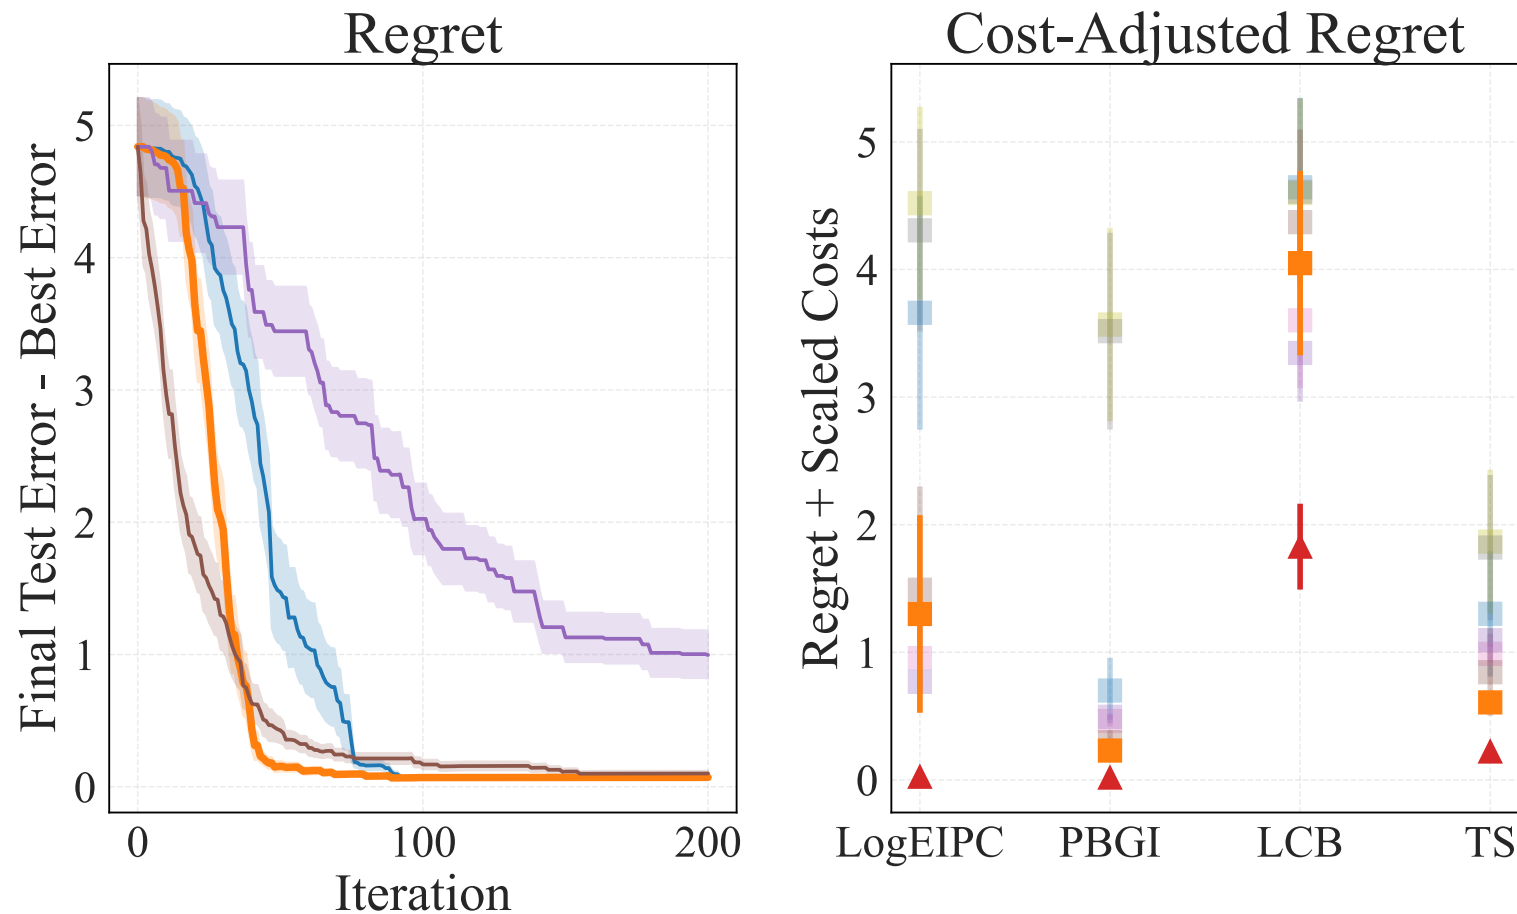 Regret
Final Test Error - Best Error
5
4
3
2
1
0
0
100
200
Iteration
Cost-Adjusted Regret
Regret + Scaled Costs
5
4
3
2
1
0
LogEIPC
PBGI
LCB
TS